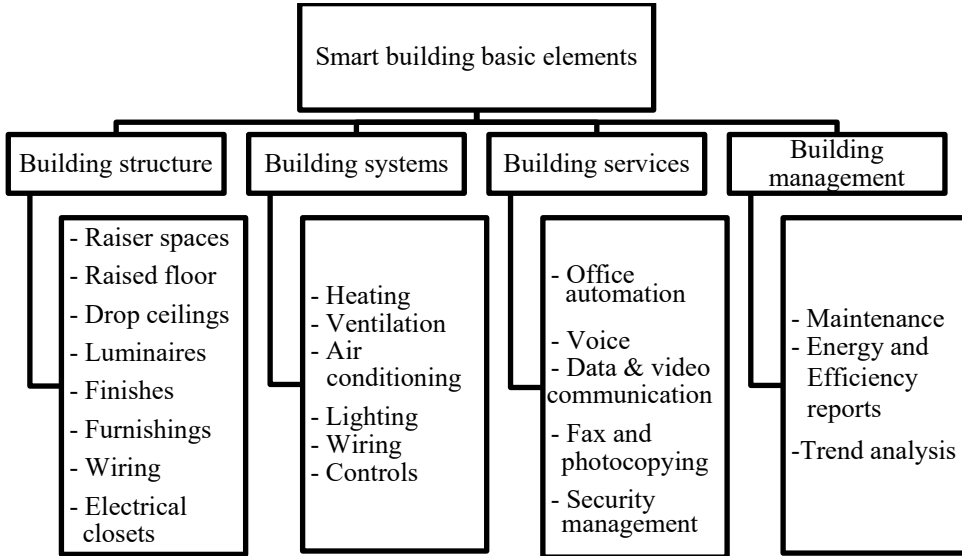 Smart building basic elements
Building structure
Building systems
Building services
Building
management
- Raiser spaces
- Raised floor
- Drop ceilings
- Luminaires
- Finishes
- Furnishings
- Wiring
- Electrical
closets
- Heating
- Ventilation
- Air
conditioning
- Lighting
- Wiring
- Controls
- Office
automation
- Voice
- Data & video
communication
- Fax and
photocopying
- Security
management
- Maintenance
- Energy and
Efficiency
reports
-Trend analysis